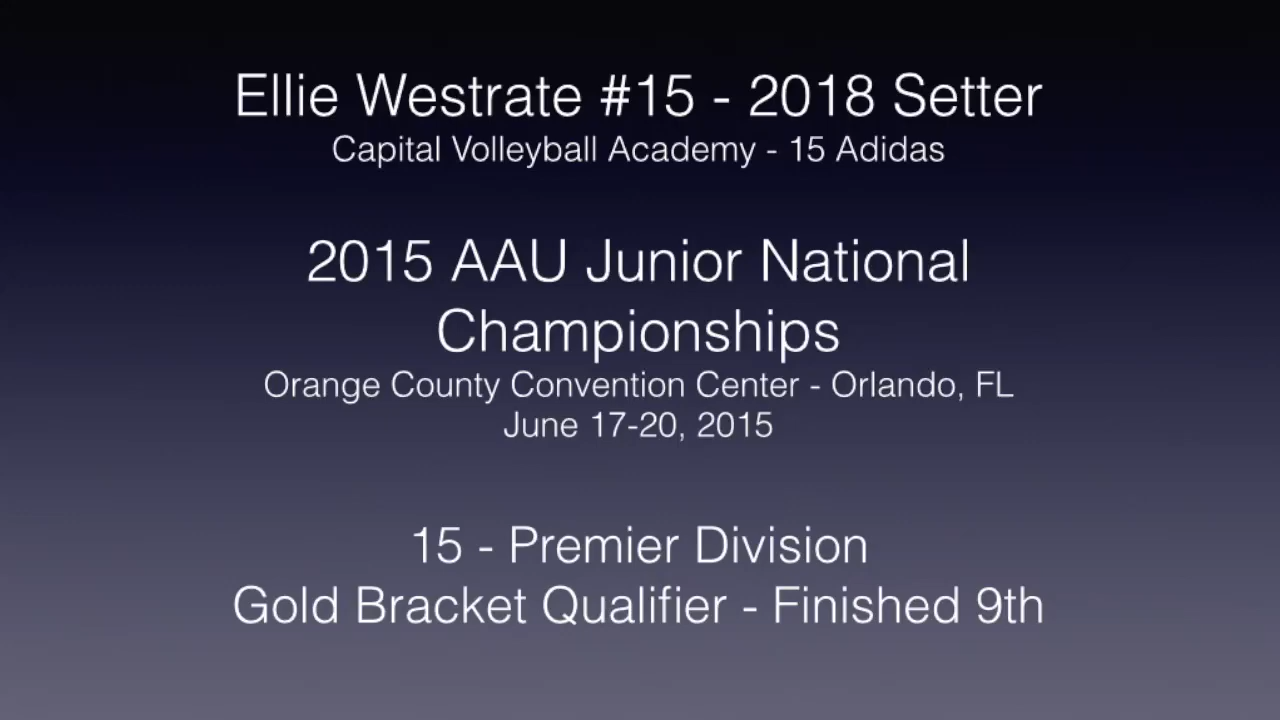 Ellie Westrate #15 - 2018 Setter
Capital Volleyball Academy - 15 Adidas
2015 AAU Junior National
Championships
Orange County Convention Center - Orlando, FL
June 17-20, 2015
15 - Premier Division
Gold Bracket Qualifier - Finished 9th